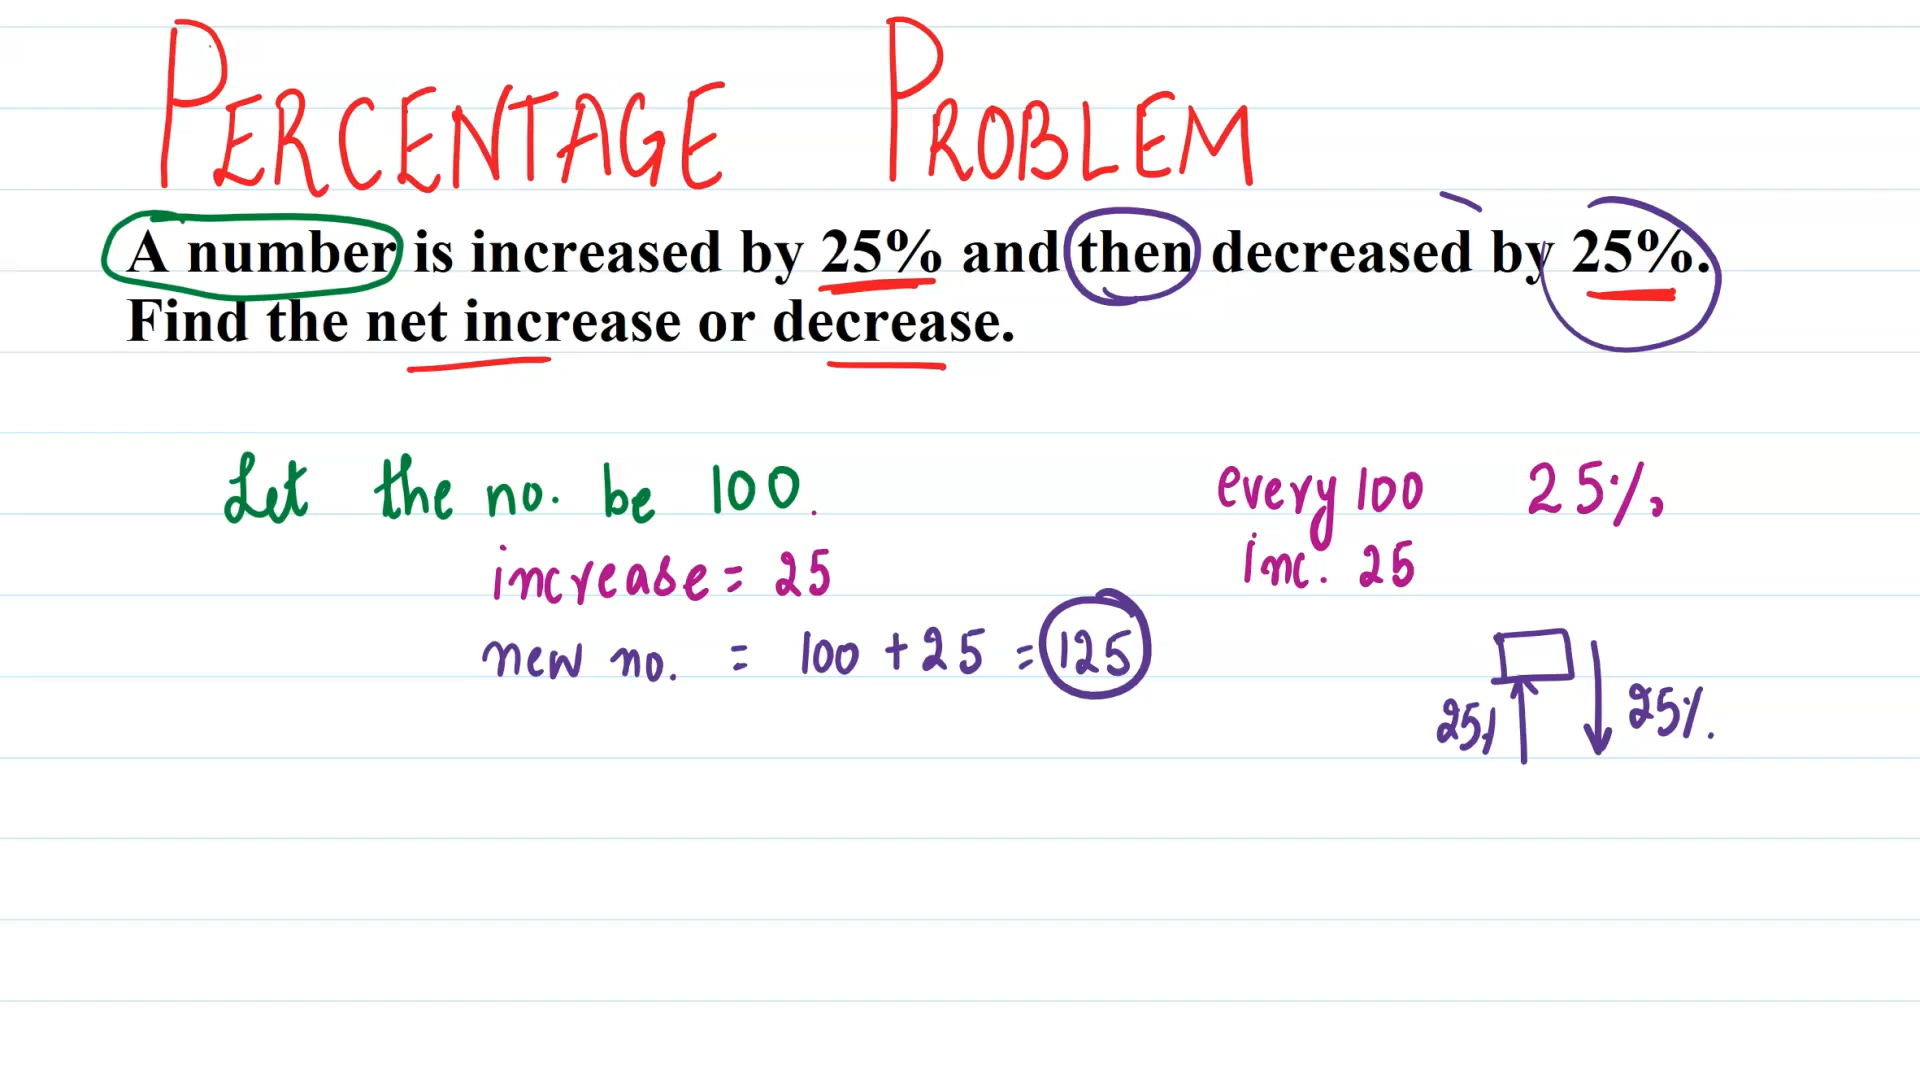 PERCENTAGE PROBLEM
A number is increased by 25% and then decreased by 25%.
Find the net increase or decrease.
Let the no. be 100.
every 100 25%
increase = 25
inc. 25
new no. = 100 + 25 = 125
25%
25%.